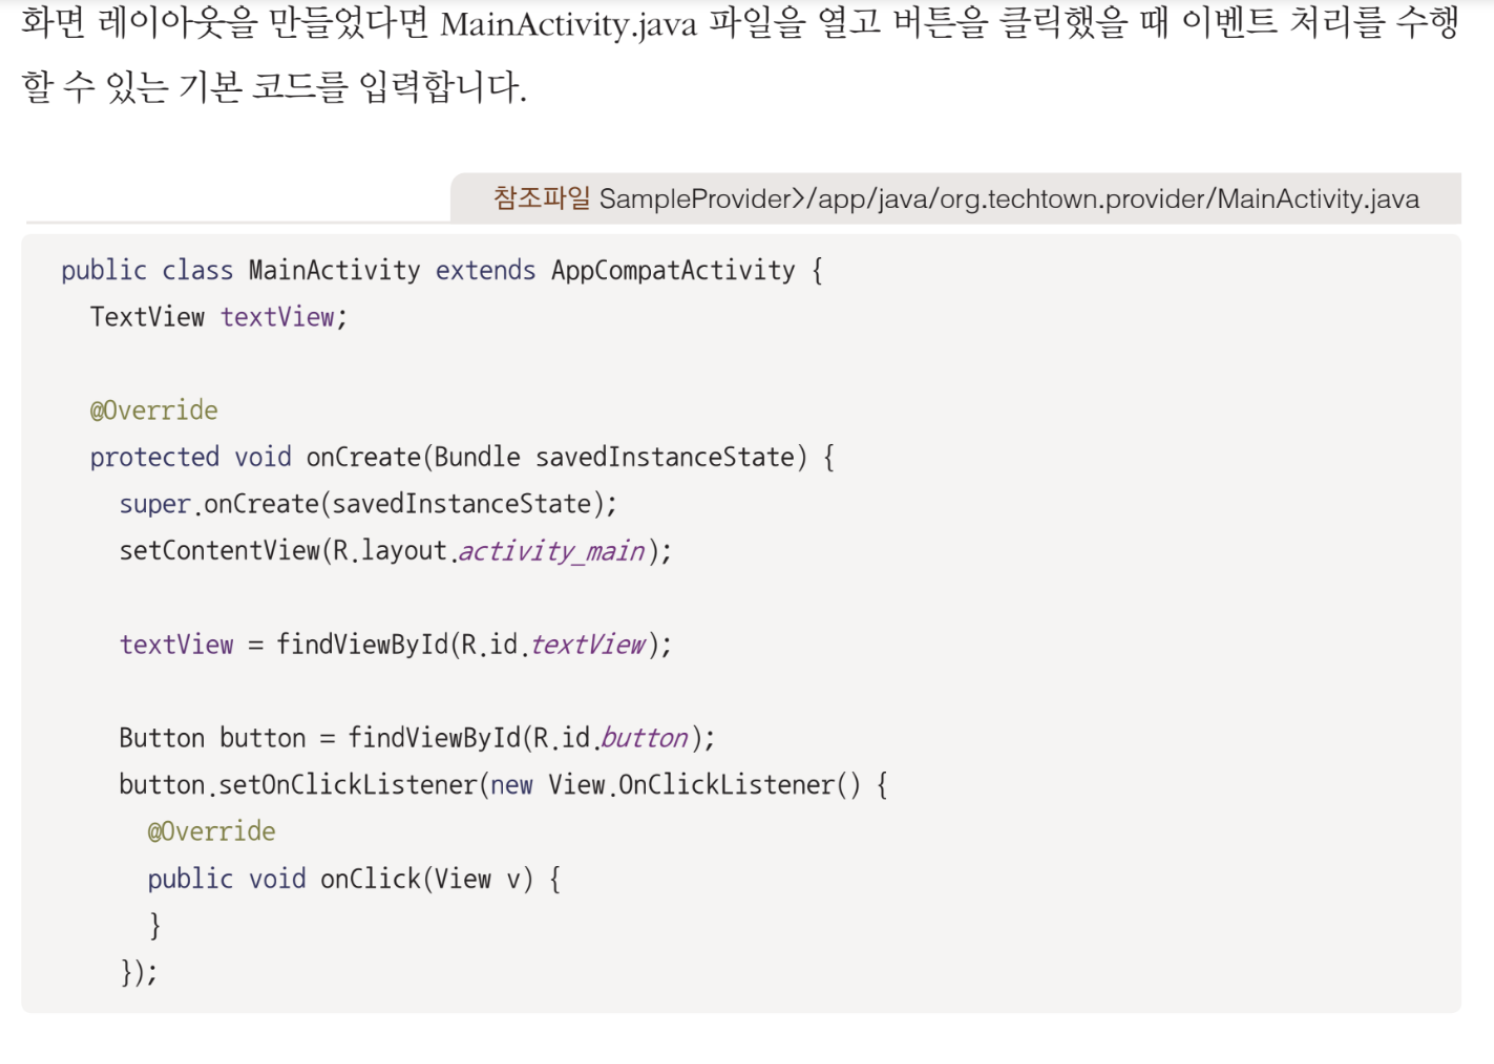 화면 레이아웃을 만들었다면 MainActivity.java 파일을 열고 버튼을 클릭했을 때 이벤트 처리를 수행
할 수 있는 기본 코드를 입력합니다.
참조파일 SampleProvider>/app/java/org.techtown.provider/MainActivity.java
public class MainActivity extends AppCompatActivity {
  TextView textView;

  @Override
  protected void onCreate(Bundle savedInstanceState) {
    super.onCreate(savedInstanceState);
    setContentView(R.layout.activity_main);

    textView = findViewById(R.id.textView);

    Button button = findViewById(R.id.button);
    button.setOnClickListener(new View.OnClickListener() {
      @Override
      public void onClick(View v) {
      }
    });